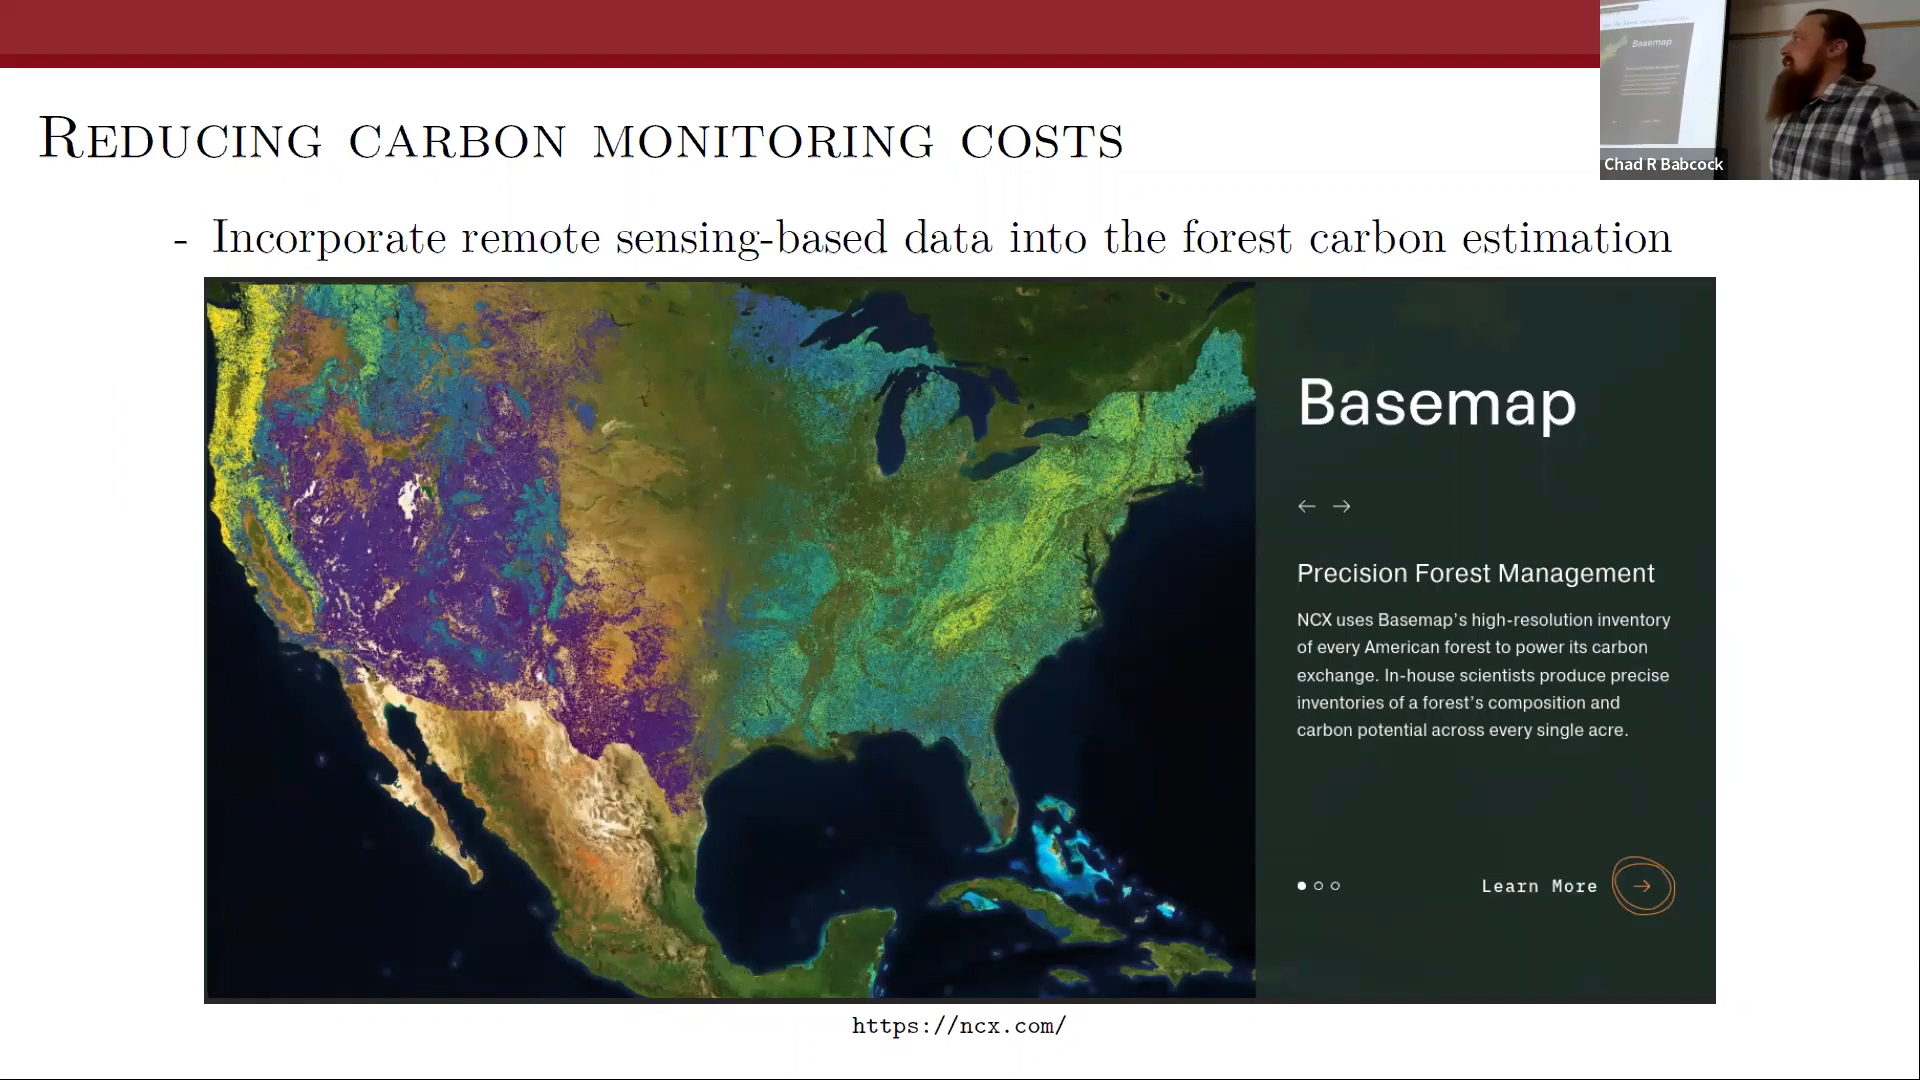 Reducing carbon monitoring costs
- Incorporate remote sensing-based data into the forest carbon estimation
Basemap
← →
Precision Forest Management
NCX uses Basemap's high-resolution inventory
of every American forest to power its carbon
exchange. In-house scientists produce precise
inventories of a forest's composition and
carbon potential across every single acre.
Learn More →
https://ncx.com/
Basemap
Chad R Babcock